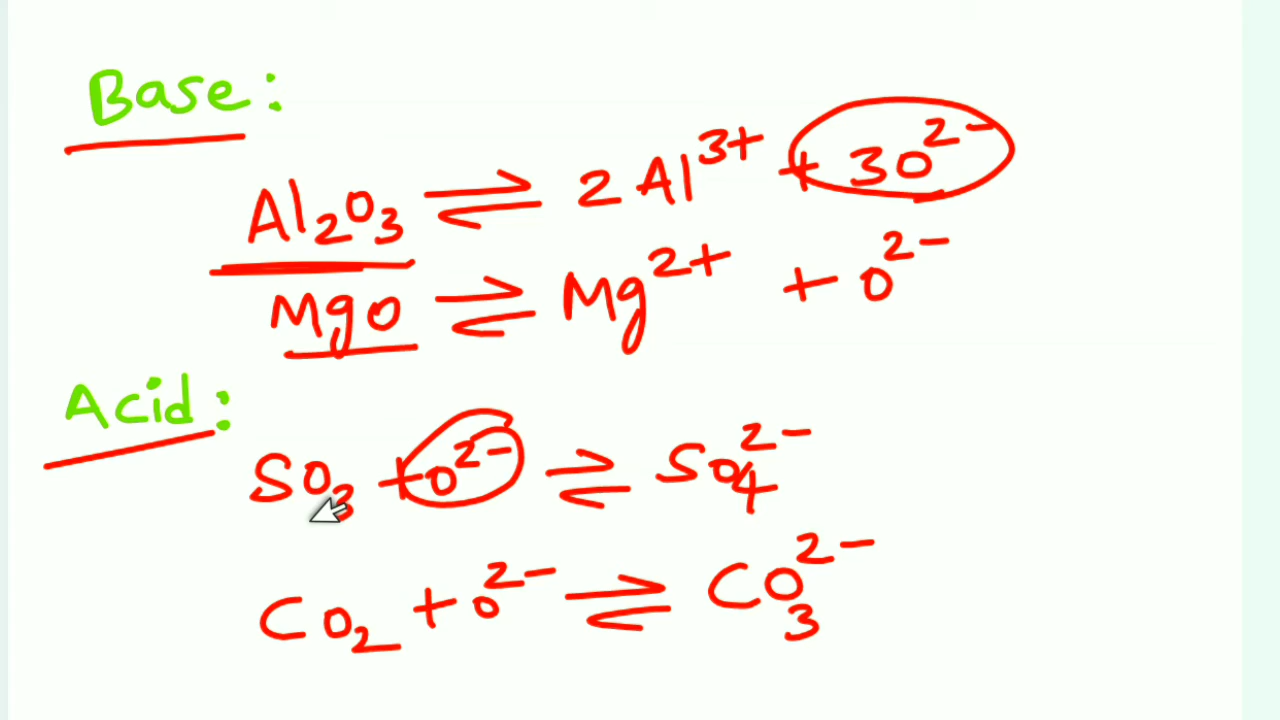 Base:
Al₂O₃ ⇌ 2Al³⁺ + 3O²⁻
MgO ⇌ Mg²⁺ + O²⁻
Acid:
SO₃ + O²⁻ ⇌ SO₄²⁻
CO₂ + O²⁻ ⇌ CO₃²⁻